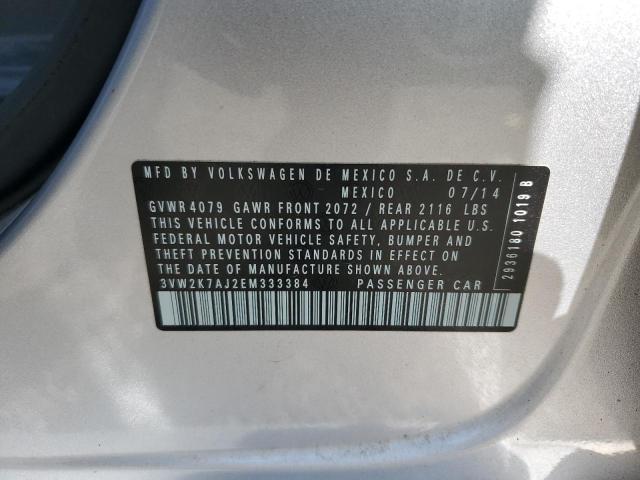 MFD BY VOLKSWAGEN DE MEXICO S.A. DE C.V.
MEXICO 07/14
GVWR 4079 GAWR FRONT 2072 / REAR 2116 LBS
THIS VEHICLE CONFORMS TO ALL APPLICABLE U.S.
FEDERAL MOTOR VEHICLE SAFETY, BUMPER AND
THEFT PREVENTION STANDARDS IN EFFECT ON THE
DATE OF MANUFACTURE SHOWN ABOVE.
3VW2K7AJ2EM333384 PASSENGER CAR
2936180 1019 B